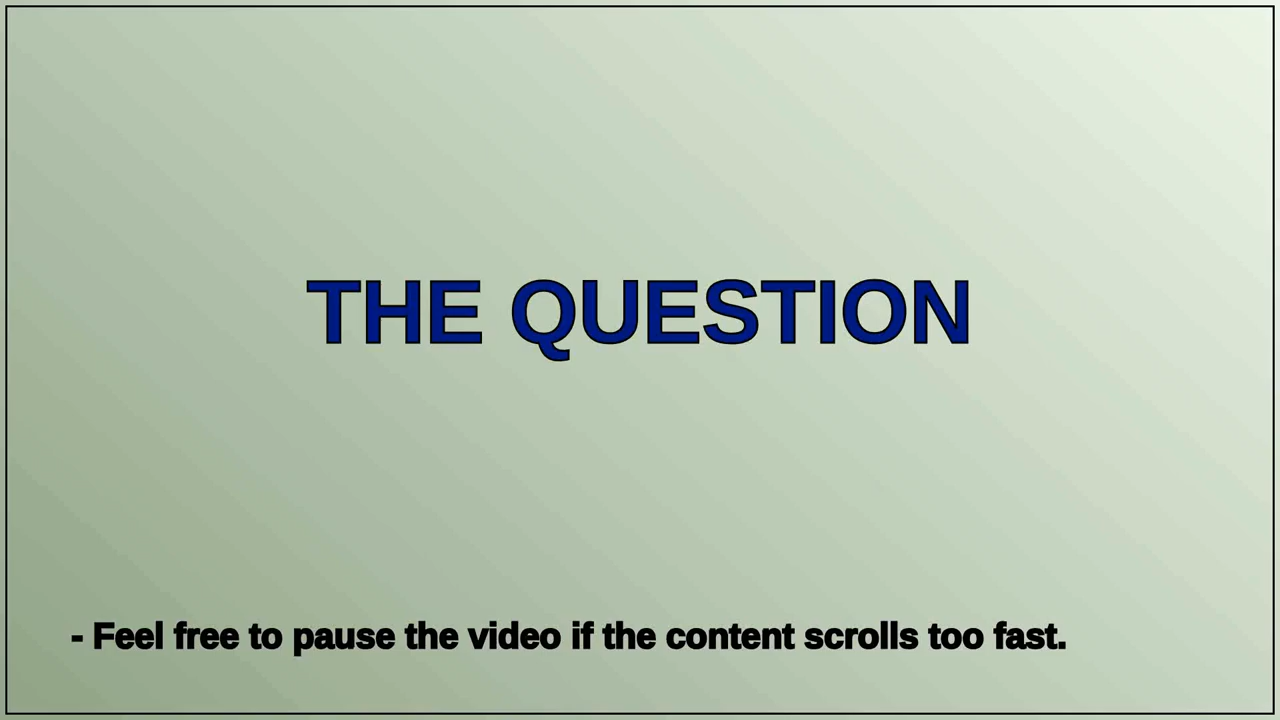 THE QUESTION
- Feel free to pause the video if the content scrolls too fast.